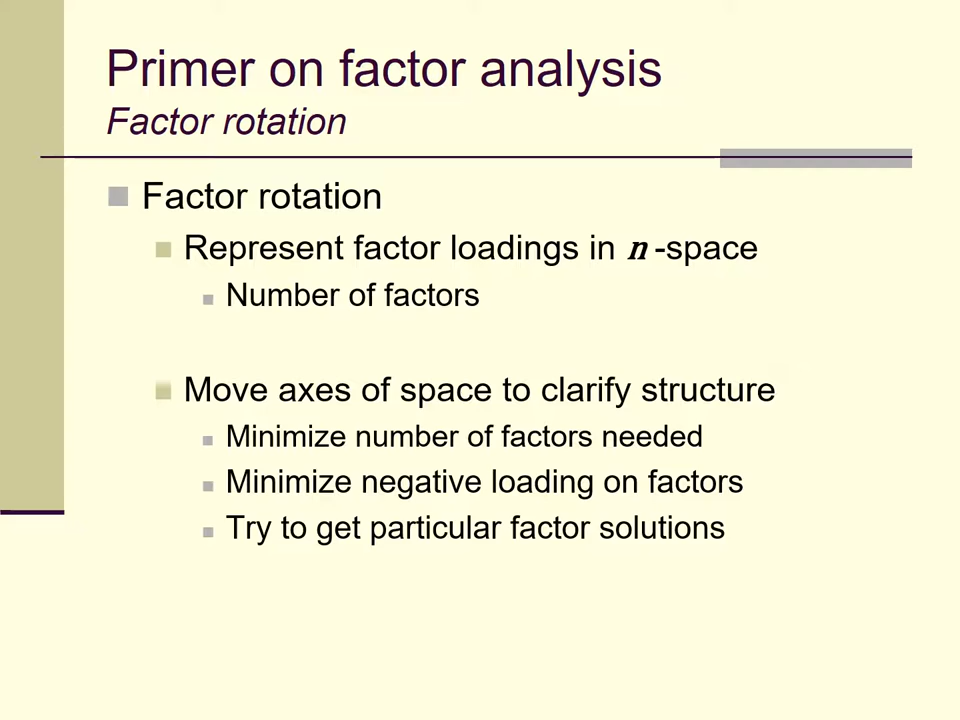 Primer on factor analysis
Factor rotation
Factor rotation
Represent factor loadings in n -space
Number of factors
Move axes of space to clarify structure
Minimize number of factors needed
Minimize negative loading on factors
Try to get particular factor solutions